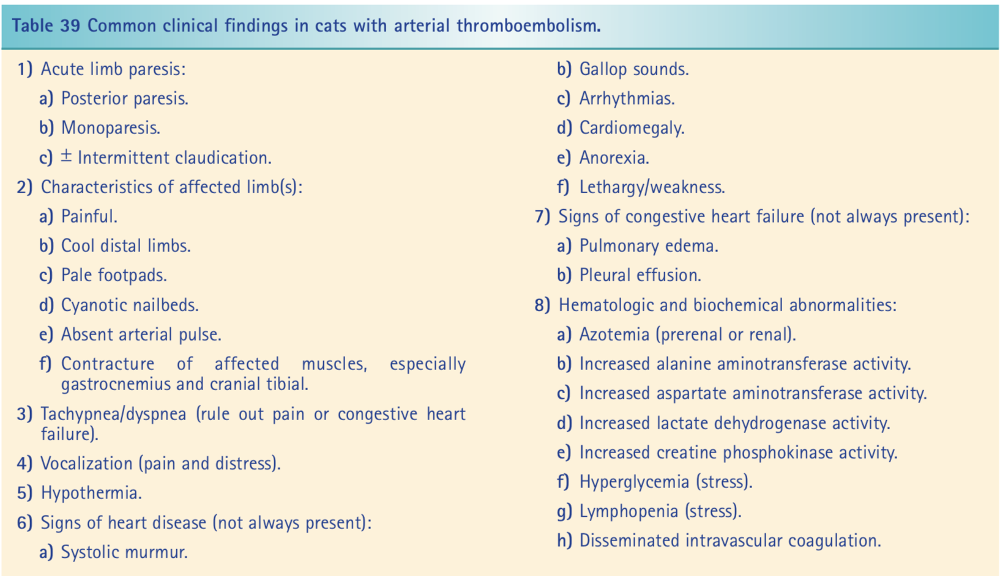 Table 39 Common clinical findings in cats with arterial thromboembolism.
1) Acute limb paresis:
a) Posterior paresis.
b) Monoparesis.
c) ± Intermittent claudication.
2) Characteristics of affected limb(s):
a) Painful.
b) Cool distal limbs.
c) Pale footpads.
d) Cyanotic nailbeds.
e) Absent arterial pulse.
f) Contracture of affected muscles, especially
gastrocnemius and cranial tibial.
3) Tachypnea/dyspnea (rule out pain or congestive heart
failure).
4) Vocalization (pain and distress).
5) Hypothermia.
6) Signs of heart disease (not always present):
a) Systolic murmur.
b) Gallop sounds.
c) Arrhythmias.
d) Cardiomegaly.
e) Anorexia.
f) Lethargy/weakness.
7) Signs of congestive heart failure (not always present):
a) Pulmonary edema.
b) Pleural effusion.
8) Hematologic and biochemical abnormalities:
a) Azotemia (prerenal or renal).
b) Increased alanine aminotransferase activity.
c) Increased aspartate aminotransferase activity.
d) Increased lactate dehydrogenase activity.
e) Increased creatine phosphokinase activity.
f) Hyperglycemia (stress).
g) Lymphopenia (stress).
h) Disseminated intravascular coagulation.